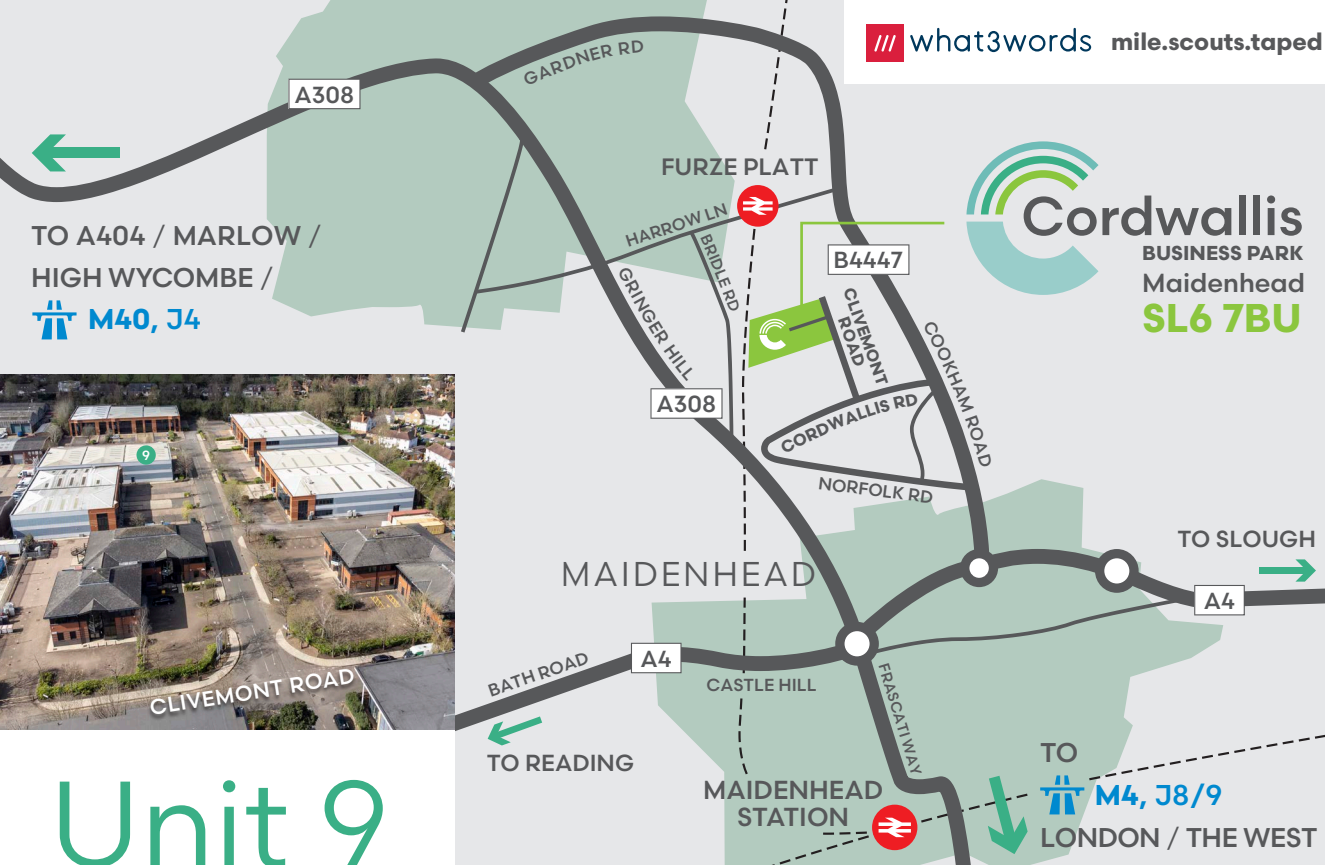 what3words mile.scouts.taped
GARDNER RD
A308
FURZE PLATT
HARROW LN
BRIDLE RD
B4447
Cordwallis
BUSINESS PARK
Maidenhead
SL6 7BU
TO A404 / MARLOW /
HIGH WYCOMBE /
M40, J4
GRINGER HILL
CLIVEMONT
ROAD
COOKHAM ROAD
A308
CORDWALLIS RD
NORFOLK RD
9
CLIVEMONT ROAD
MAIDENHEAD
TO SLOUGH
A4
A4
BATH ROAD
CASTLE HILL
FRASCATI WAY
TO READING
MAIDENHEAD
STATION
TO
M4, J8/9
LONDON / THE WEST
Unit 9